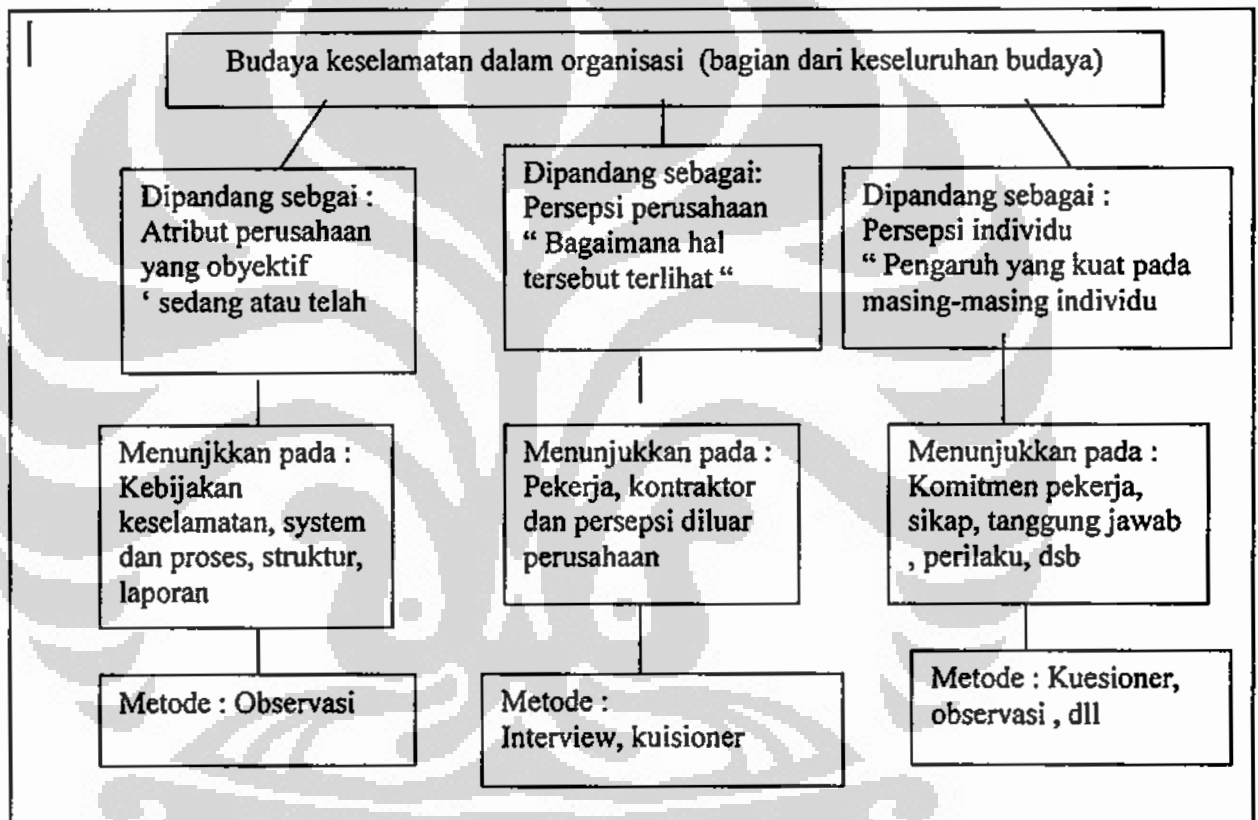 Budaya keselamatan dalam organisasi (bagian dari keseluruhan budaya)
Dipandang sebgai :
Atribut perusahaan
yang obyektif
‘ sedang atau telah
Dipandang sebagai:
Persepsi perusahaan
“ Bagaimana hal
tersebut terlihat “
Dipandang sebagai :
Persepsi individu
“ Pengaruh yang kuat pada
masing-masing individu
Menunjkkan pada :
Kebijakan
keselamatan, system
dan proses, struktur,
laporan
Menunjukkan pada :
Pekerja, kontraktor
dan persepsi diluar
perusahaan
Menunjukkan pada :
Komitmen pekerja,
sikap, tanggung jawab
, perilaku, dsb
Metode : Observasi
Metode :
Interview, kuisioner
Metode : Kuesioner,
observasi , dll